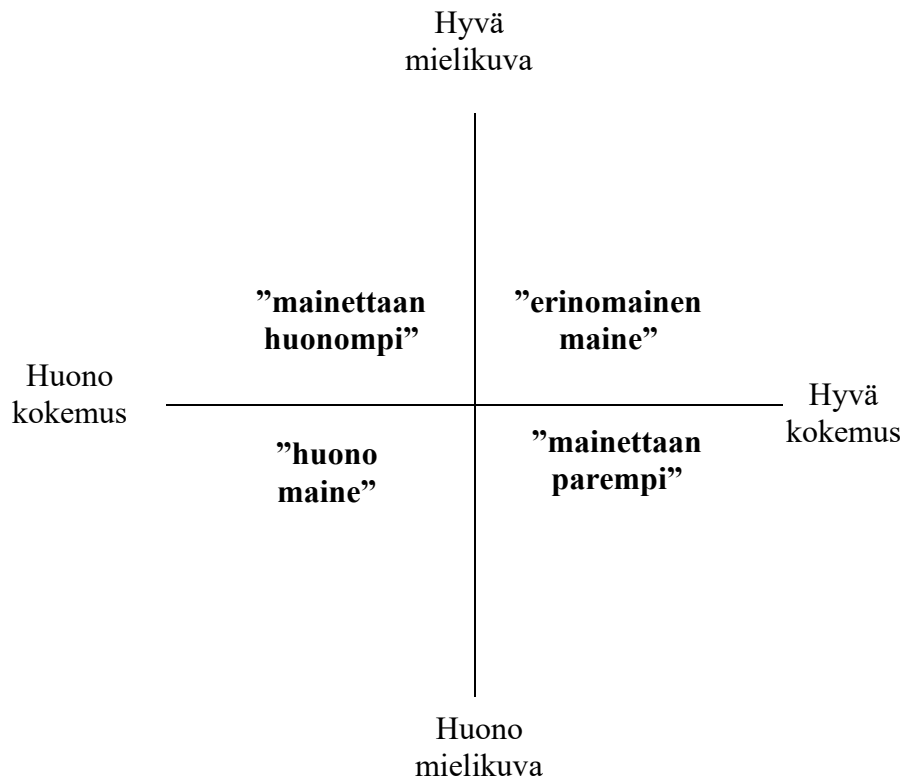 Hyvä
mielikuva
”mainettaan
huonompi”
”erinomainen
maine”
Huono
kokemus
Hyvä
kokemus
”huono
maine”
”mainettaan
parempi”
Huono
mielikuva